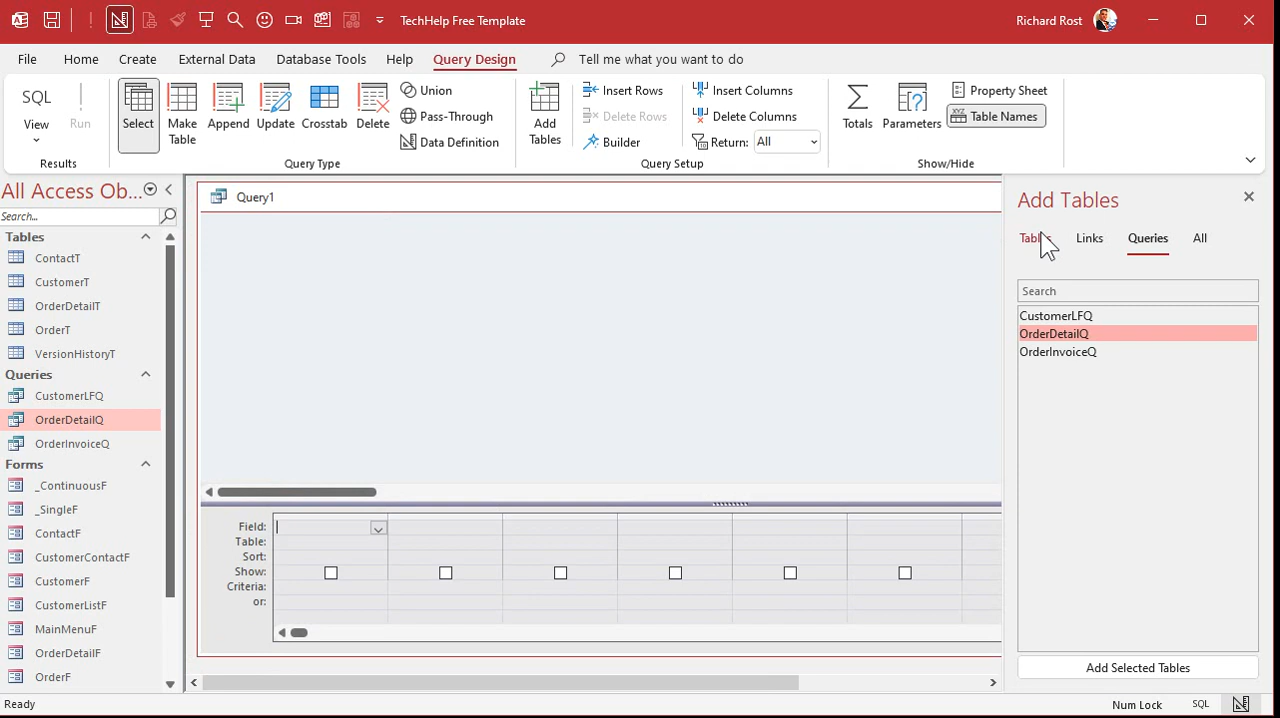 TechHelp Free Template
Richard Rost
File Home Create External Data Database Tools Help Query Design Tell me what you want to do
SQL
View
Run
Results
Select
Make
Table
Append
Update
Crosstab
Delete
Union
Pass-Through
Data Definition
Query Type
Add
Tables
Insert Rows
Delete Rows
Builder
Insert Columns
Delete Columns
Return: All
Query Setup
Totals
Parameters
Property Sheet
XYZ Table Names
Show/Hide
All Access Ob...
Search...
Tables
ContactT
CustomerT
OrderDetailT
OrderT
VersionHistoryT
Queries
CustomerLFQ
OrderDetailQ
OrderInvoiceQ
Forms
_ContinuousF
_SingleF
ContactF
CustomerContactF
CustomerF
CustomerListF
MainMenuF
OrderDetailF
OrderF
Query1
Field:
Table:
Sort:
Show:
Criteria:
or:
Add Tables
Links Queries All
Search
CustomerLFQ
OrderDetailQ
OrderInvoiceQ
Add Selected Tables
Ready
Num Lock SQL